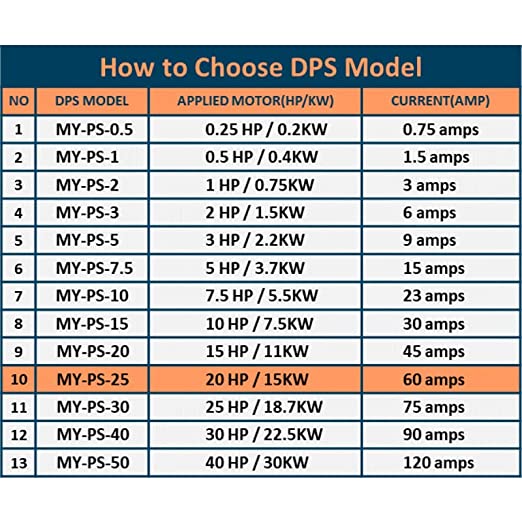 How to Choose DPS Model
NO DPS MODEL APPLIED MOTOR(HP/KW) CURRENT(AMP)
1 MY-PS-0.5 0.25 HP / 0.2KW 0.75 amps
2 MY-PS-1 0.5 HP / 0.4KW 1.5 amps
3 MY-PS-2 1 HP / 0.75KW 3 amps
4 MY-PS-3 2 HP / 1.5KW 6 amps
5 MY-PS-5 3 HP / 2.2KW 9 amps
6 MY-PS-7.5 5 HP / 3.7KW 15 amps
7 MY-PS-10 7.5 HP / 5.5KW 23 amps
8 MY-PS-15 10 HP / 7.5KW 30 amps
9 MY-PS-20 15 HP / 11KW 45 amps
10 MY-PS-25 20 HP / 15KW 60 amps
11 MY-PS-30 25 HP / 18.7KW 75 amps
12 MY-PS-40 30 HP / 22.5KW 90 amps
13 MY-PS-50 40 HP / 30KW 120 amps